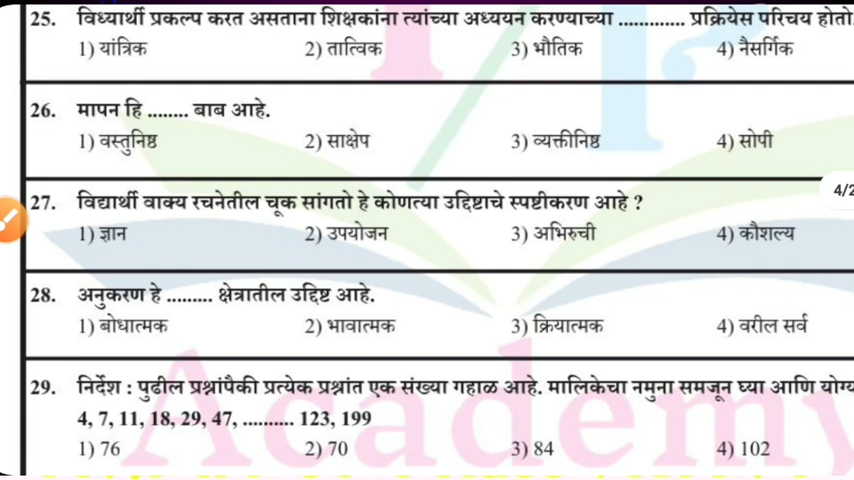 25. विध्यार्थी प्रकल्प करत असताना शिक्षकांना त्यांच्या अध्ययन करण्याच्या ............. प्रक्रियेस परिचय होतो.
1) यांत्रिक 2) तात्विक 3) भौतिक 4) नैसर्गिक
26. मापन हि ........ बाब आहे.
1) वस्तुनिष्ठ 2) साक्षेप 3) व्यक्तीनिष्ठ 4) सोपी
4/2
27. विद्यार्थी वाक्य रचनेतील चूक सांगतो हे कोणत्या उद्दिष्टाचे स्पष्टीकरण आहे ?
1) ज्ञान 2) उपयोजन 3) अभिरुची 4) कौशल्य
28. अनुकरण हे ......... क्षेत्रातील उद्दिष्ट आहे.
1) बोधात्मक 2) भावात्मक 3) क्रियात्मक 4) वरील सर्व
29. निर्देश : पुढील प्रश्नांपैकी प्रत्येक प्रश्नांत एक संख्या गहाळ आहे. मालिकेचा नमुना समजून घ्या आणि योग्य
4, 7, 11, 18, 29, 47, .......... 123, 199
1) 76 2) 70 3) 84 4) 102
Academy